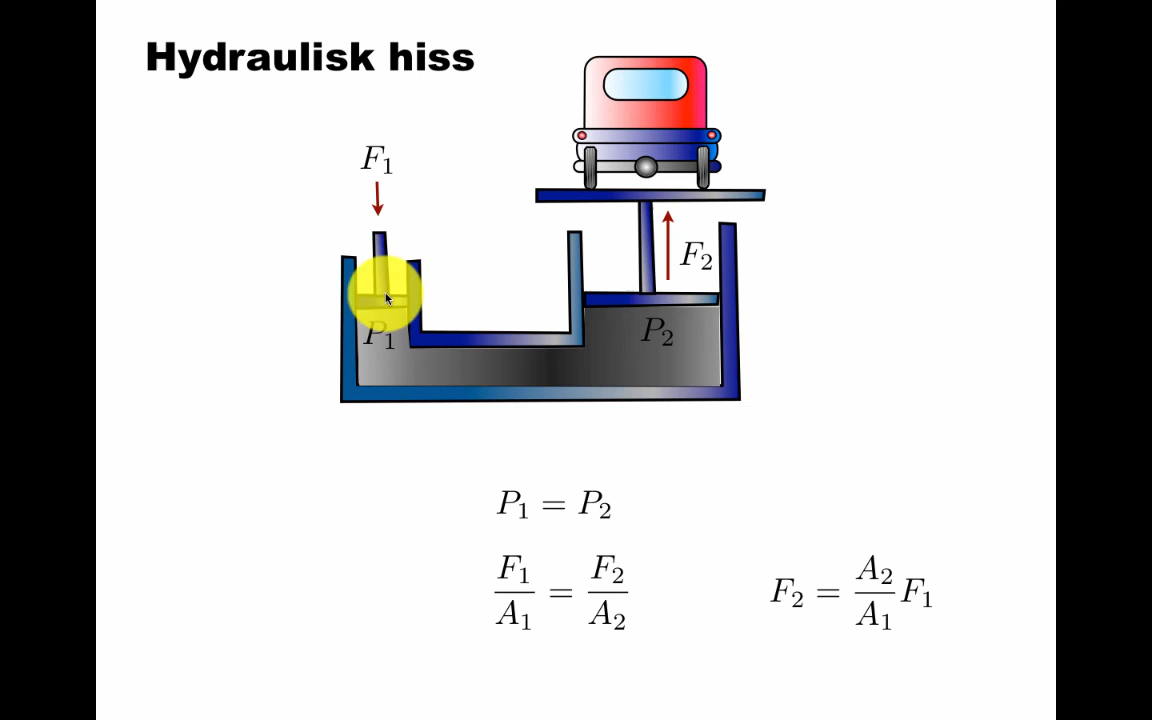 Hydraulisk hiss
F₁
F₂
P₁
P₂
P₁ = P₂
F₁/A₁ = F₂/A₂
F₂ = A₂/A₁ F₁